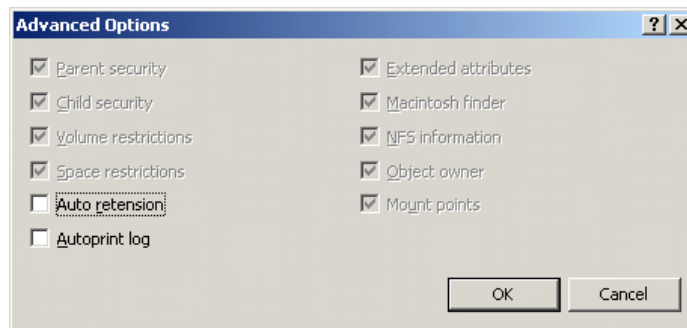 Advanced Options
Parent security
Child security
Volume restrictions
Space restrictions
Auto retension
Autoprint log
Extended attributes
Macintosh finder
NFS information
Object owner
Mount points
OK
Cancel